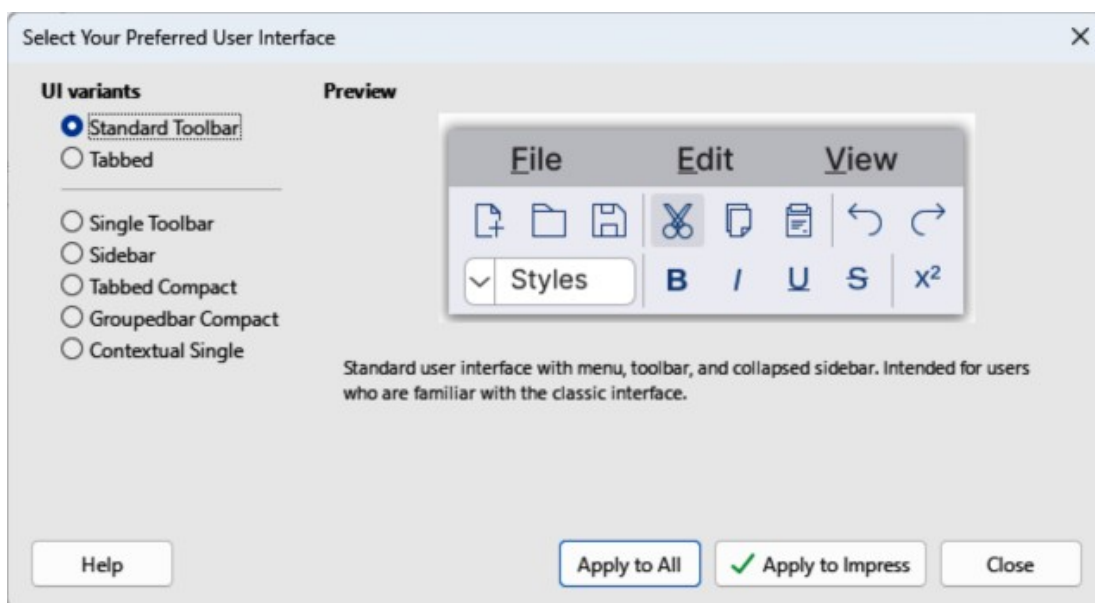 Select Your Preferred User Interface
UI variants
Standard Toolbar
Tabbed
Single Toolbar
Sidebar
Tabbed Compact
Groupedbar Compact
Contextual Single
Preview
File Edit View
Styles B I U S x²
Standard user interface with menu, toolbar, and collapsed sidebar. Intended for users
who are familiar with the classic interface.
Help Apply to All Apply to Impress Close